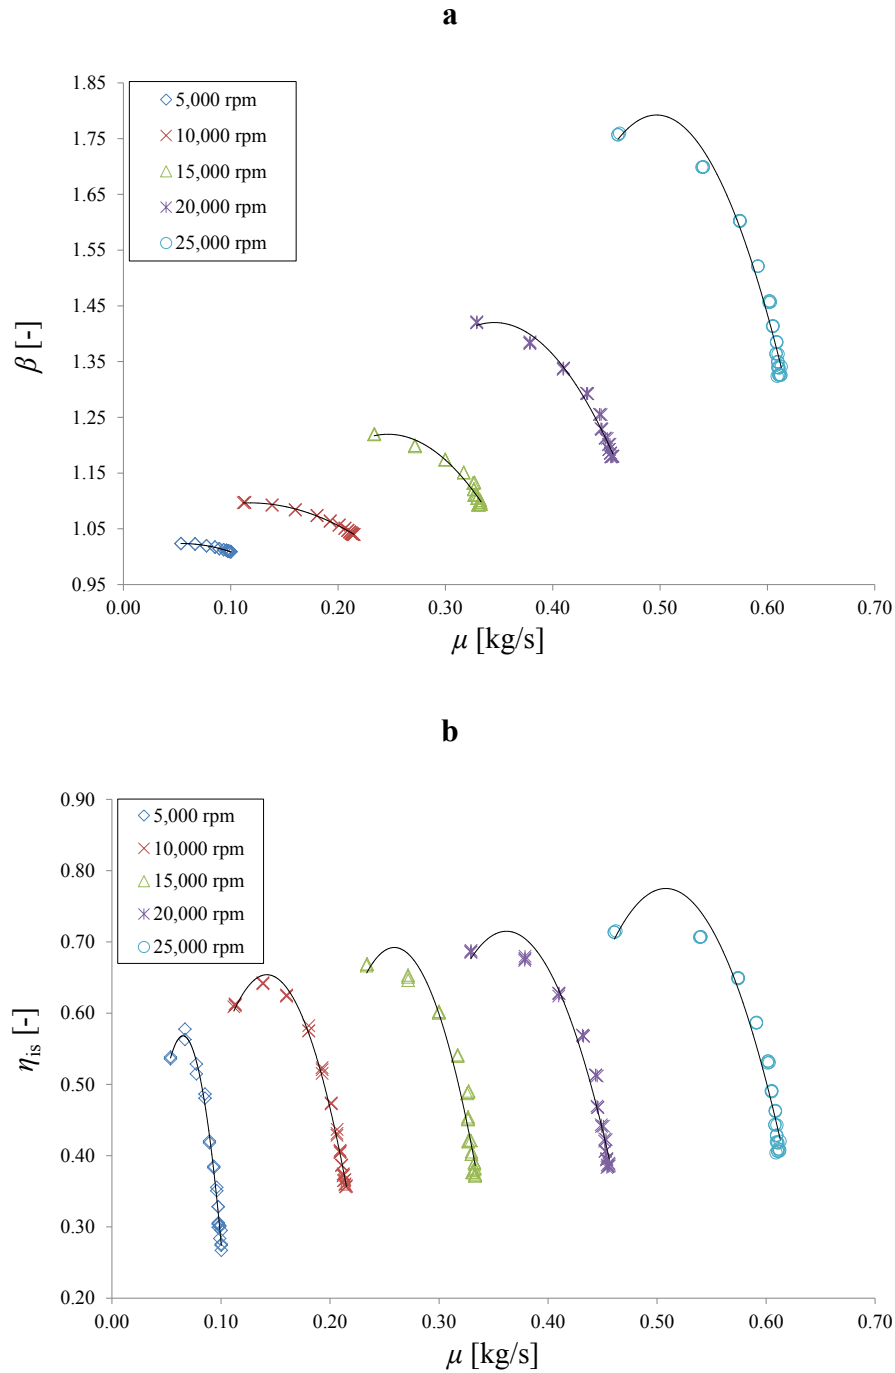 a
1.85
1.75
1.65
1.55
1.45
1.35
1.25
1.15
1.05
0.95
β [-]
5,000 rpm
10,000 rpm
15,000 rpm
20,000 rpm
25,000 rpm
0.00 0.10 0.20 0.30 0.40 0.50 0.60 0.70
μ [kg/s]
b
0.90
0.80
0.70
0.60
0.50
0.40
0.30
0.20
ηis [-]
5,000 rpm
10,000 rpm
15,000 rpm
20,000 rpm
25,000 rpm
0.00 0.10 0.20 0.30 0.40 0.50 0.60 0.70
μ [kg/s]